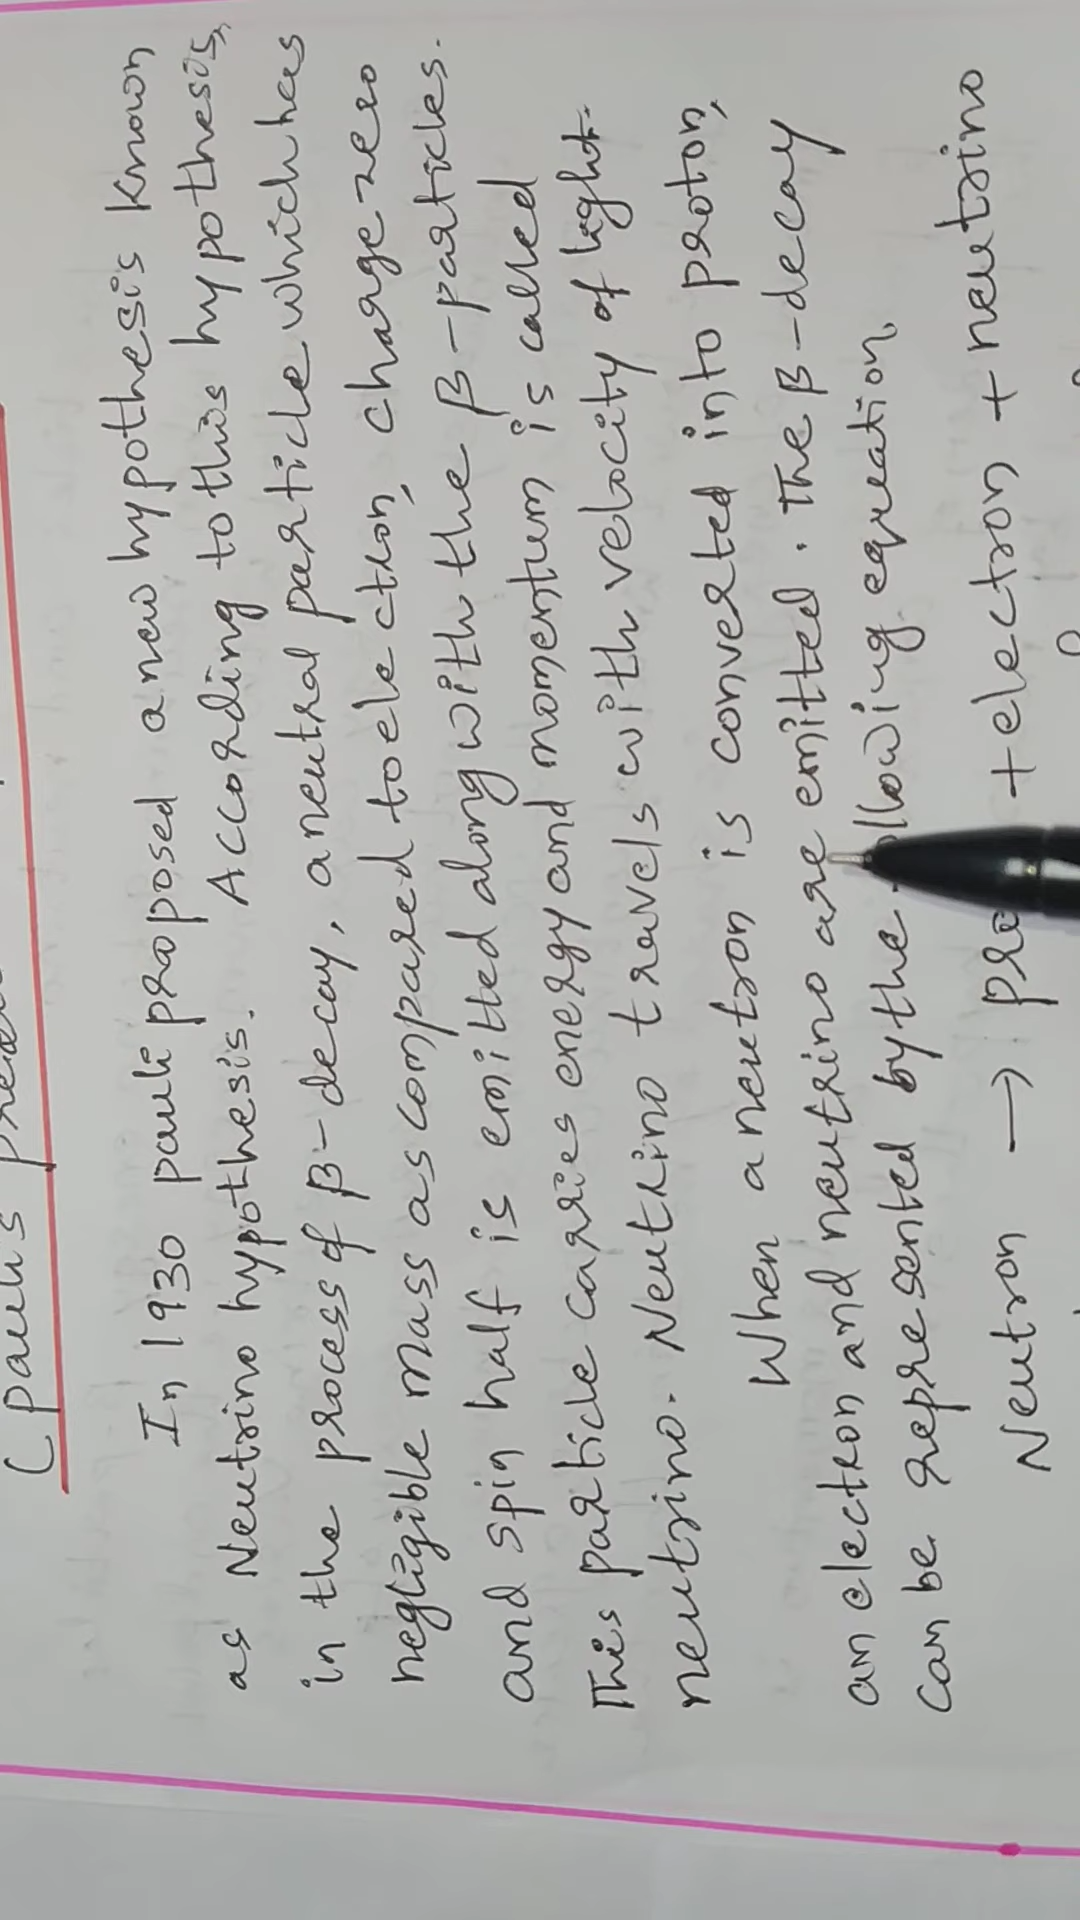 (Pauli's
In 1930 pauli proposed a new hypothesis known
as Neutrino hypothesis. According to this hypothesis,
in the process of β-decay, a neutral particle which has
negligible mass as compared to electron, charge zero
and spin half is emitted along with the β-particles.
This particle carries energy and momentum is called
neutrino. Neutrino travels with velocity of light.
When a neutron is converted into proton,
an electron and neutrino are emitted. The β-decay
can be represented by the following equation.
Neutron → pro + electron + neutrino